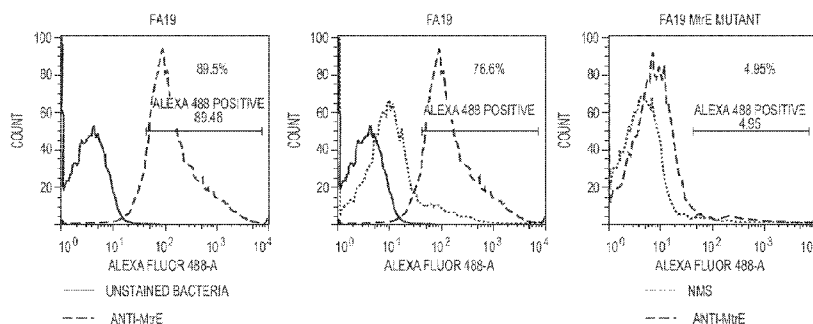 FA19
100
80
60
40
20
COUNT
89.5%
ALEXA 488 POSITIVE
89.46
10^0 10^1 10^2 10^3 10^4
ALEXA FLUOR 488-A
UNSTAINED BACTERIA
ANTI-MtrE
FA19
100
80
60
40
20
COUNT
76.6%
ALEXA 488 POSITIVE
10^0 10^1 10^2 10^3 10^4
ALEXA FLUOR 488-A
FA19 MtrE MUTANT
100
80
60
40
20
COUNT
4.95%
ALEXA 488 POSITIVE
4.95
10^0 10^1 10^2 10^3
ALEXA FLUOR 488-A
NMS
ANTI-MtrE